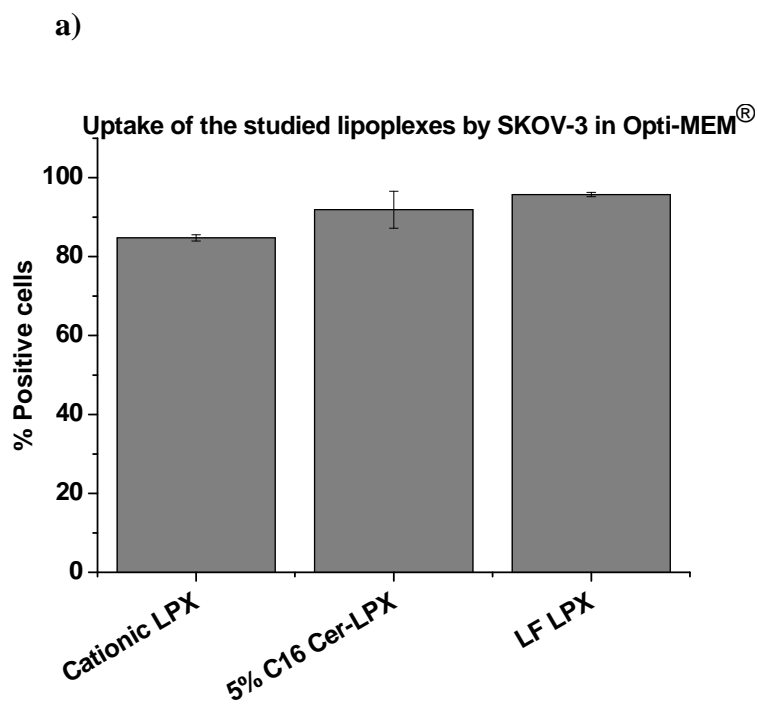 a)
Uptake of the studied lipoplexes by SKOV-3 in Opti-MEM®
% Positive cells
100
80
60
40
20
0
Cationic LPX
5% C16 Cer-LPX
LF LPX